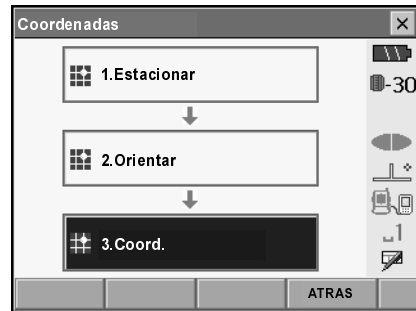 Coordenadas
1.Estacionar
-30
2.Orientar
3.Coord.
1
ATRAS